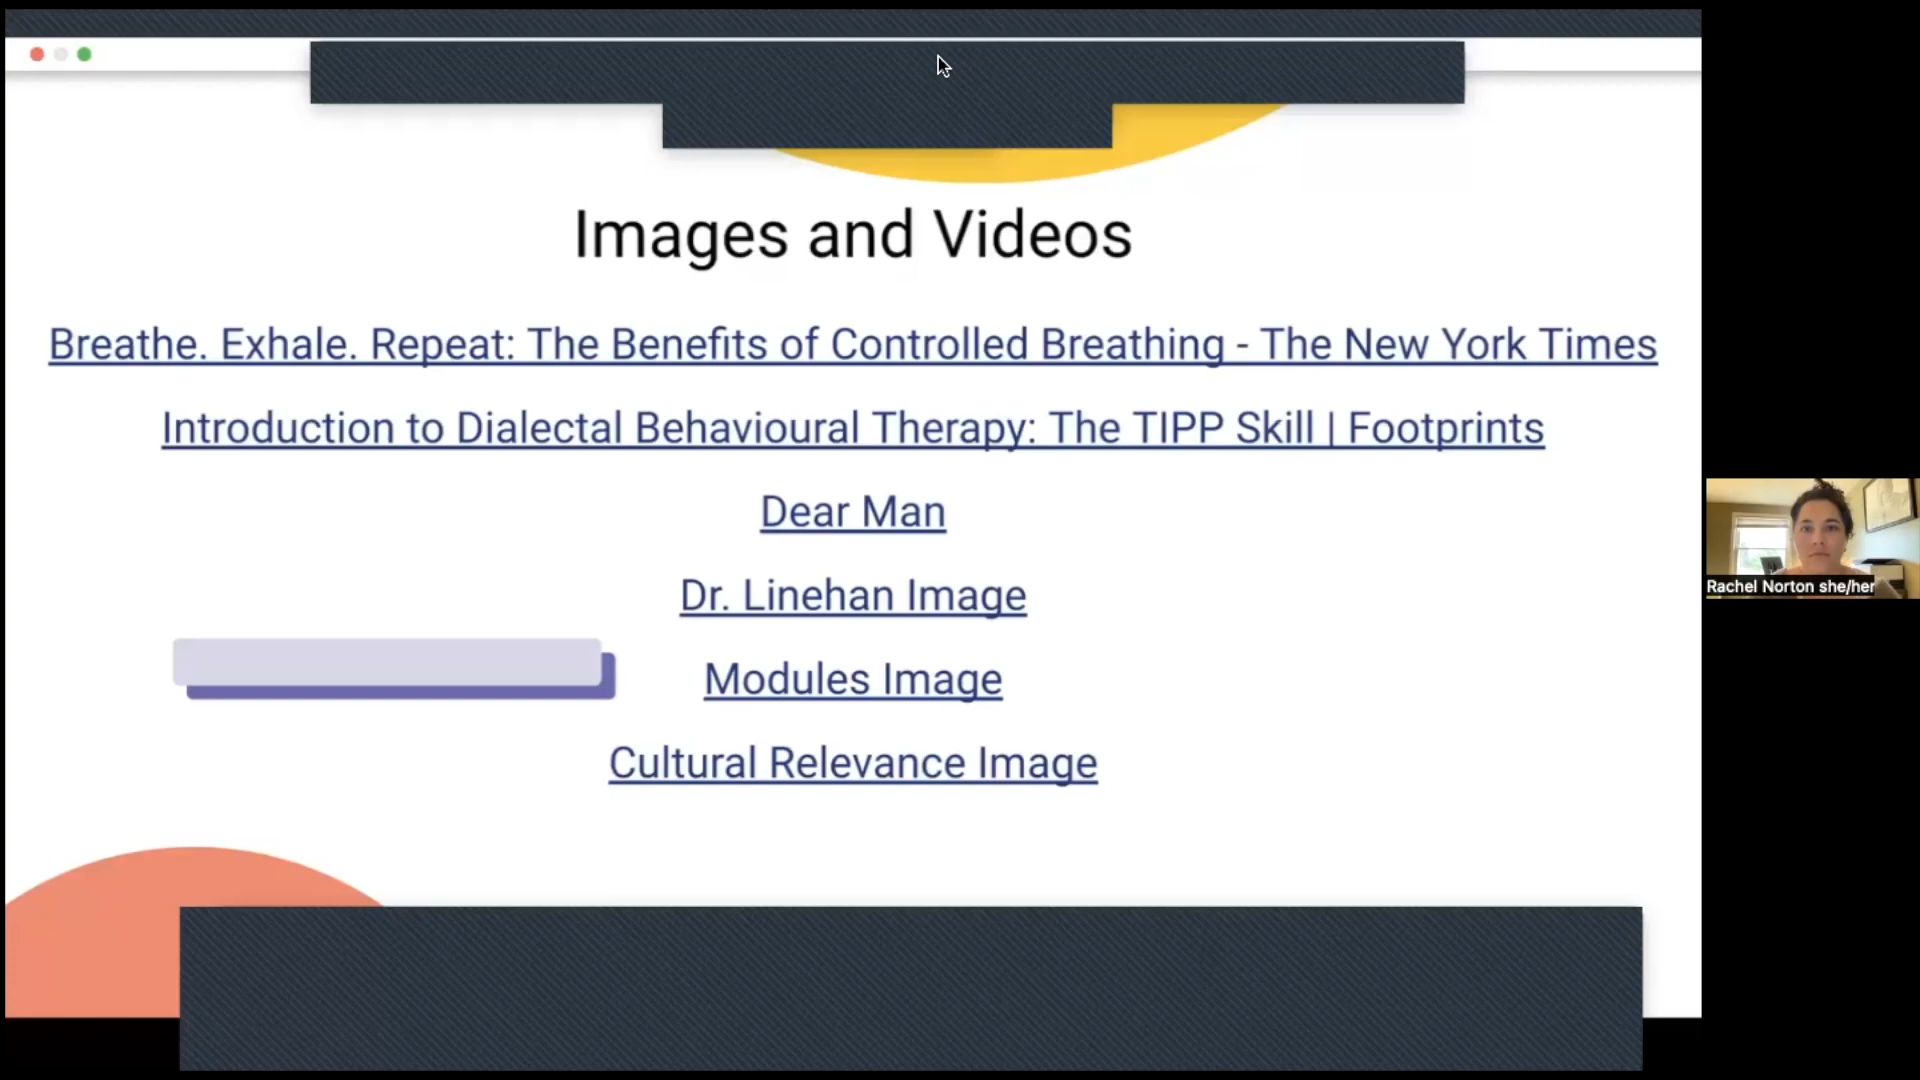 Images and Videos
Breathe. Exhale. Repeat: The Benefits of Controlled Breathing - The New York Times
Introduction to Dialectal Behavioural Therapy: The TIPP Skill | Footprints
Dear Man
Dr. Linehan Image
Modules Image
Cultural Relevance Image
Rachel Norton she/her